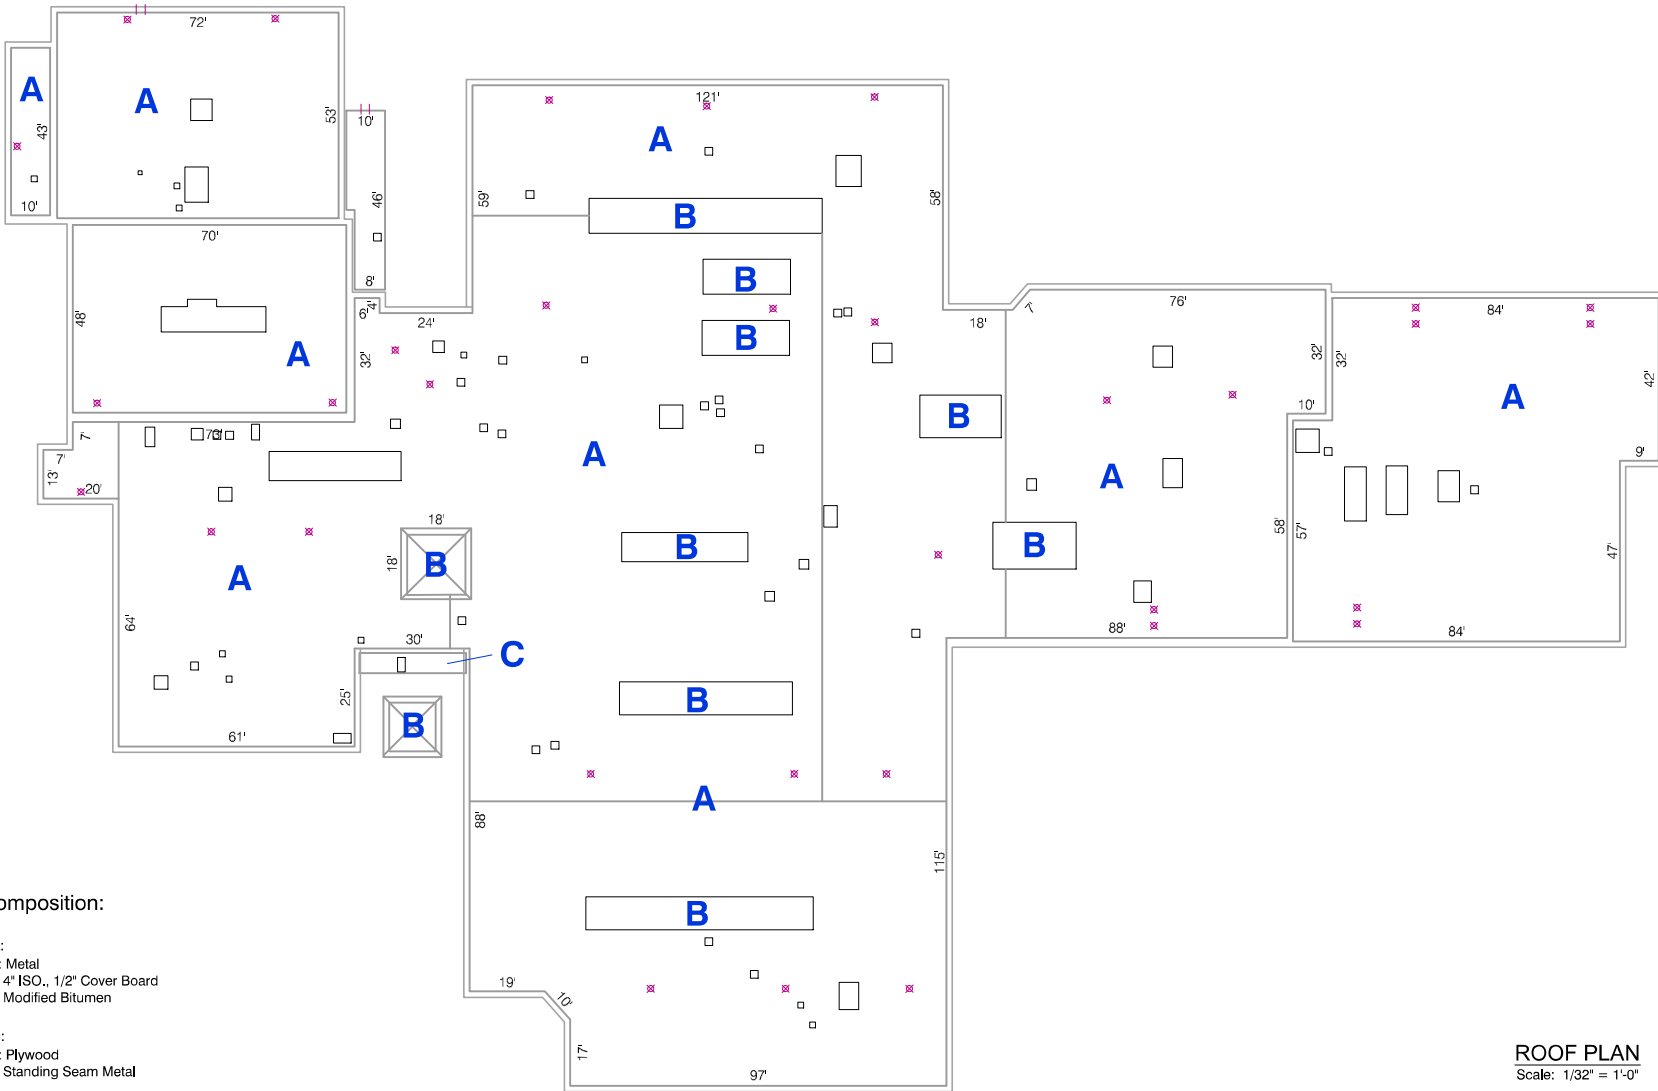 72'
A
A
43'
10'
53'
10'
46'
8'
70'
48'
A
6'
4'
24'
32'
121'
A
59'
58'
B
B
B
18'
7'
76'
32'
32'
84'
42'
A
10'
9'
B
A
A
7'
7'
13'
20'
73'
A
64'
61'
25'
18'
18'
B
30'
C
B
B
B
58'
57'
47'
88'
84'
B
A
88'
115'
B
19'
10'
17'
97'
omposition:
:
: Metal
4" ISO., 1/2" Cover Board
Modified Bitumen
:
: Plywood
Standing Seam Metal
ROOF PLAN
Scale: 1/32" = 1'-0"